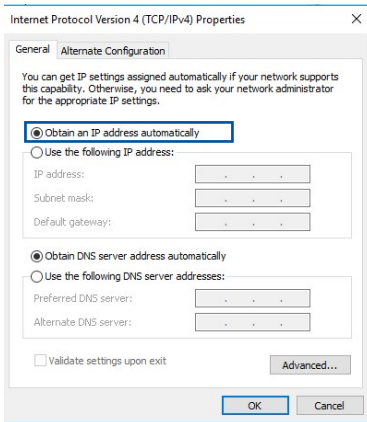 Internet Protocol Version 4 (TCP/IPv4) Properties
General Alternate Configuration
You can get IP settings assigned automatically if your network supports
this capability. Otherwise, you need to ask your network administrator
for the appropriate IP settings.
Obtain an IP address automatically
Use the following IP address:
IP address:
Subnet mask:
Default gateway:
Obtain DNS server address automatically
Use the following DNS server addresses:
Preferred DNS server:
Alternate DNS server:
Validate settings upon exit
Advanced...
OK Cancel